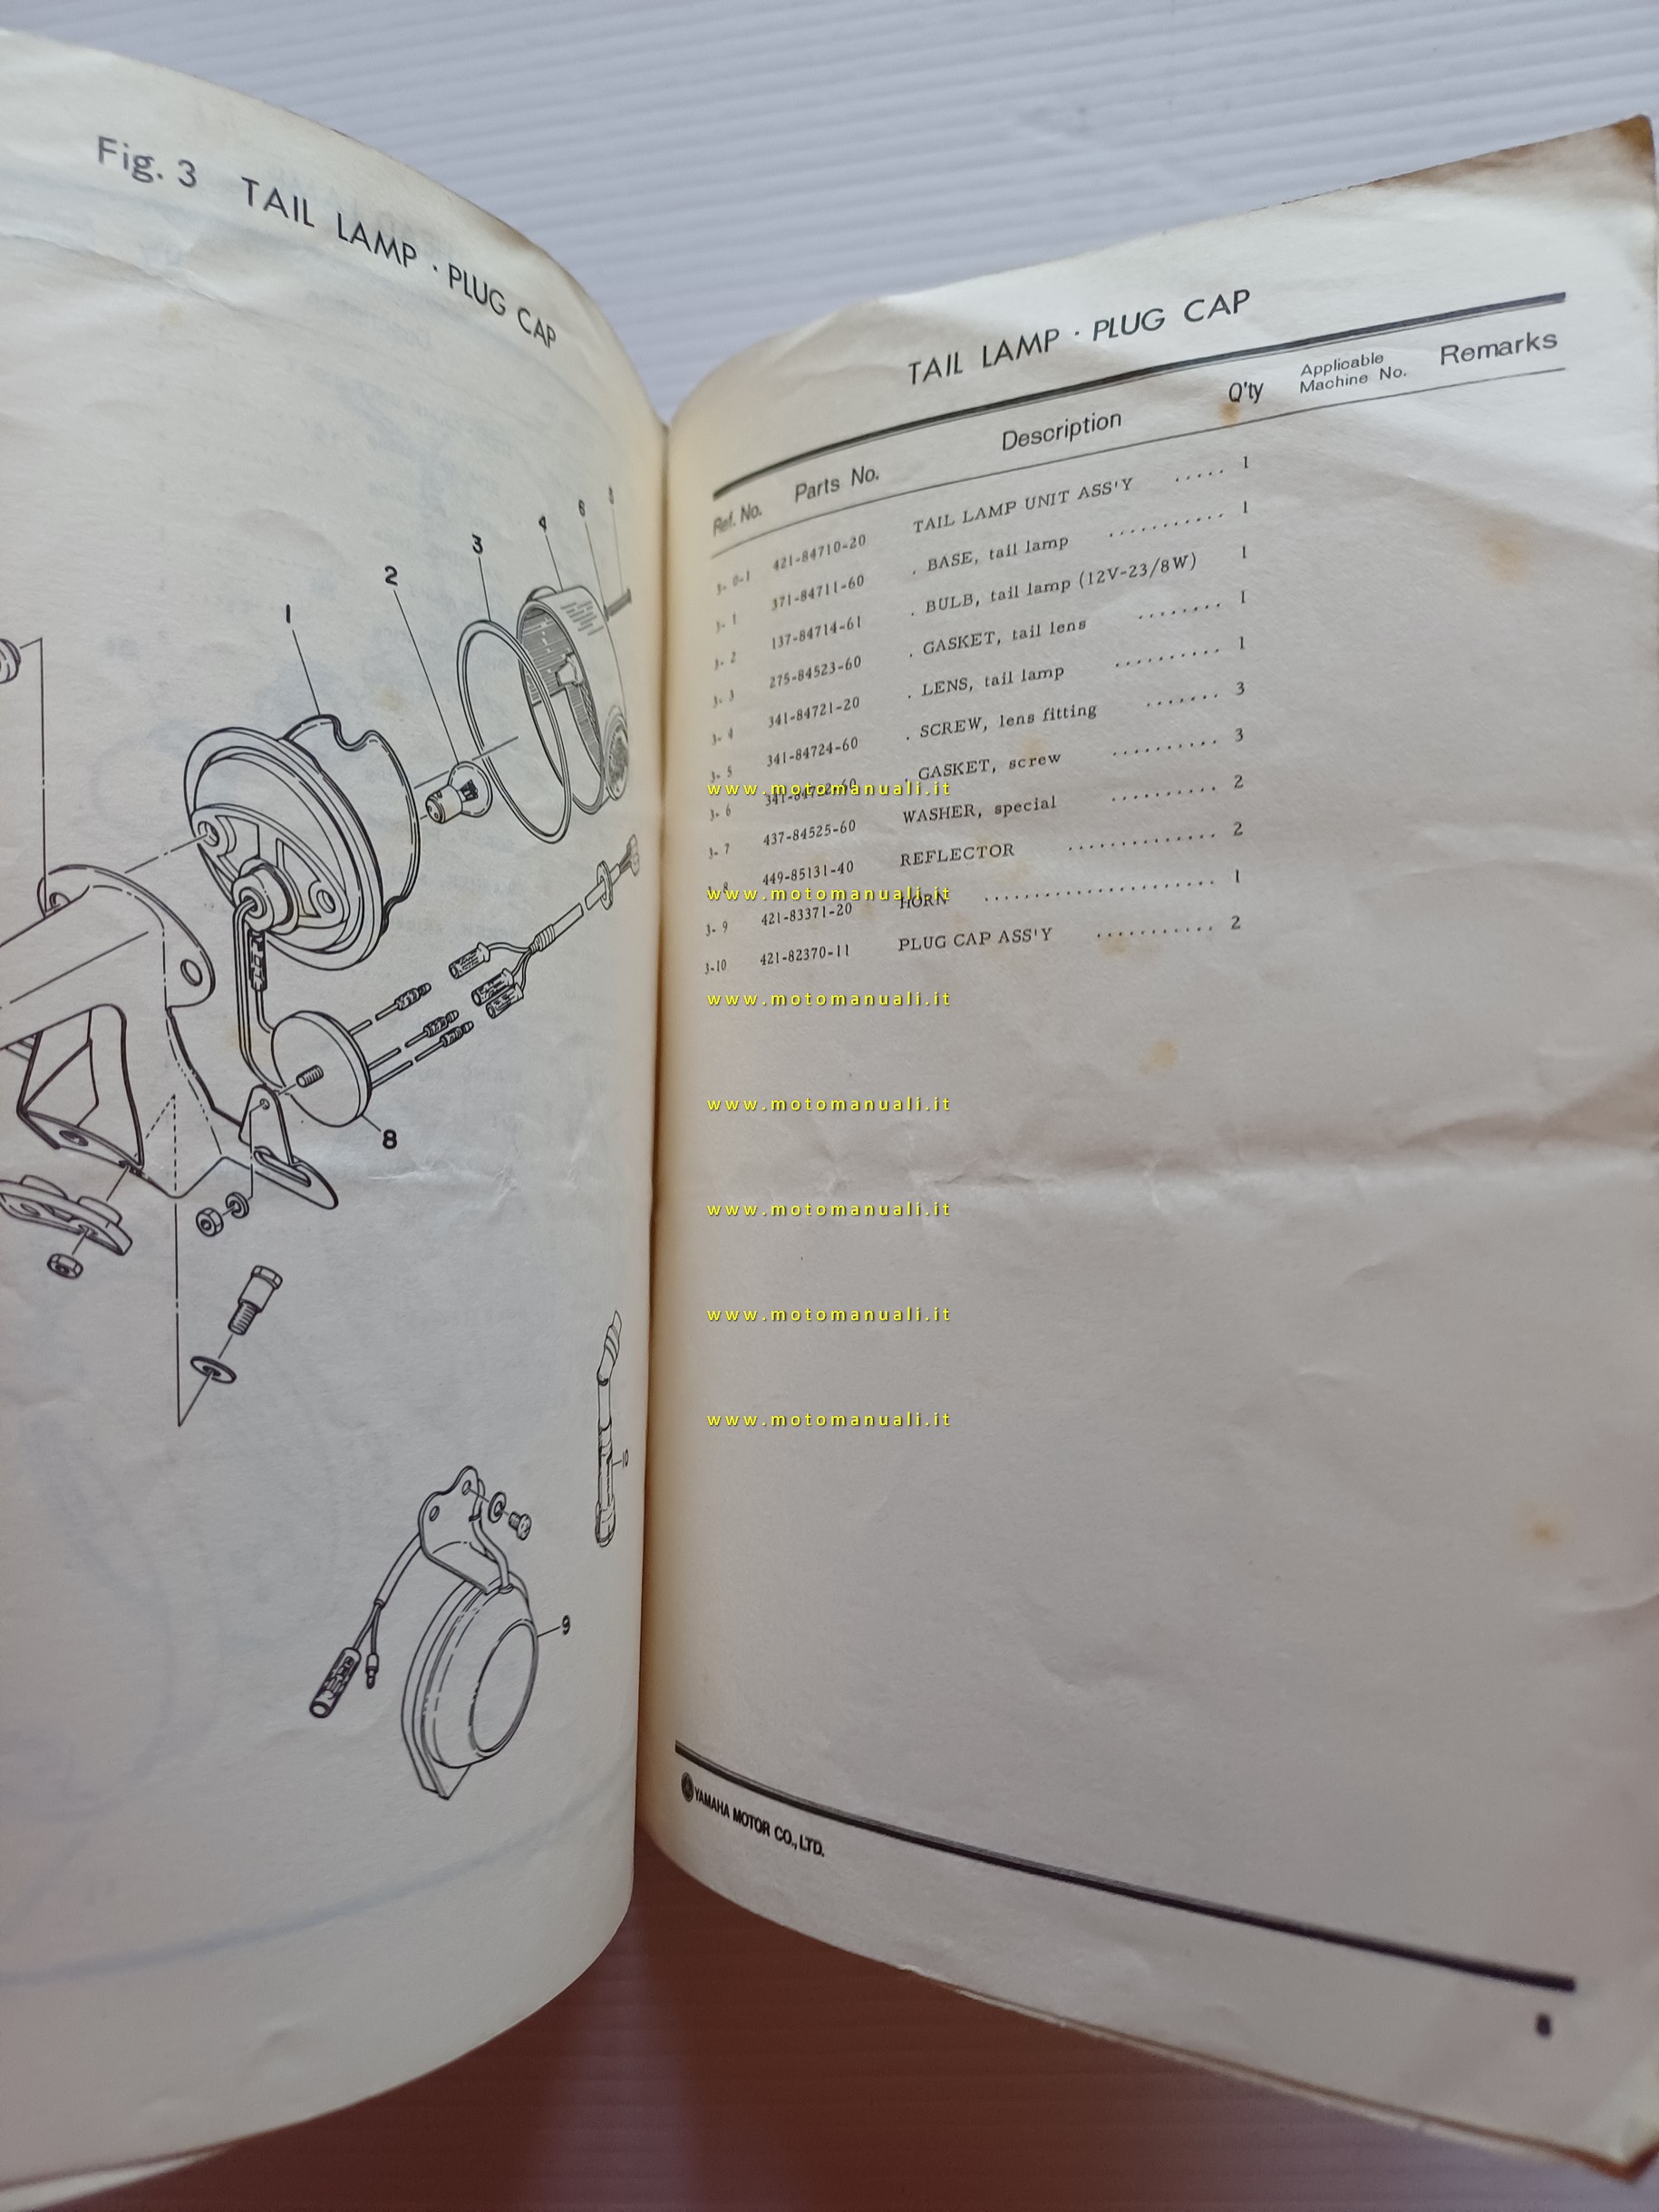 Fig. 3 TAIL LAMP · PLUG CAP
1
2
3
4
6
8
9
10
TAIL LAMP · PLUG CAP
Ref. No. Parts No. Description Q'ty Applicable Machine No. Remarks
3- 0-1 421-84710-20 TAIL LAMP UNIT ASS'Y ..... 1
3- 1 371-84711-60 . BASE, tail lamp ........... 1
3- 2 137-84714-61 . BULB, tail lamp (12V-23/8W) 1
3- 3 275-84523-60 . GASKET, tail lens ........ 1
3- 4 341-84721-20 . LENS, tail lamp .......... 1
3- 5 341-84724-60 . SCREW, lens fitting ....... 3
3- 6 . GASKET, screw .......... 3
3- 7 437-84525-60 WASHER, special .......... 2
3- 8 449-85131-40 REFLECTOR .............. 2
3- 9 421-83371-20 HORN ...................... 1
3-10 421-82370-11 PLUG CAP ASS'Y ........... 2
www.motomanuali.it
www.motomanuali.it
www.motomanuali.it
www.motomanuali.it
www.motomanuali.it
www.motomanuali.it
www.motomanuali.it
YAMAHA MOTOR CO., LTD.